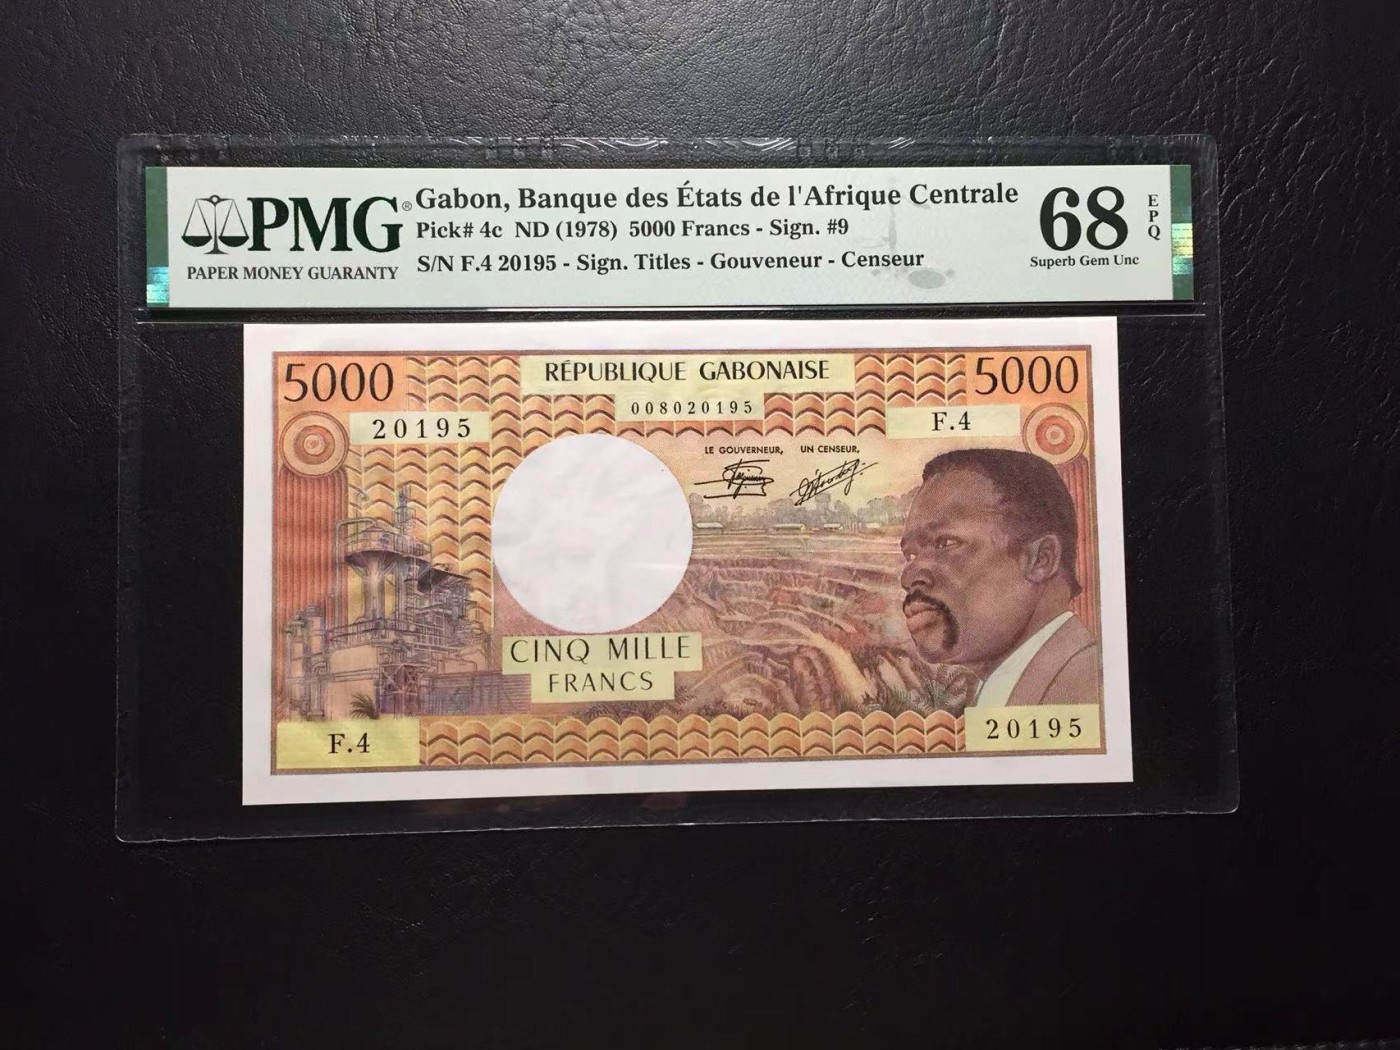 PMG®
PAPER MONEY GUARANTY
Gabon, Banque des États de l'Afrique Centrale
Pick# 4c ND (1978) 5000 Francs - Sign. #9
S/N F.4 20195 - Sign. Titles - Gouveneur - Censeur
68
EPQ
Superb Gem Unc
5000
RÉPUBLIQUE GABONAISE
5000
008020195
20195
F.4
LE GOUVERNEUR, UN CENSEUR,
CINQ MILLE
FRANCS
F.4
20195